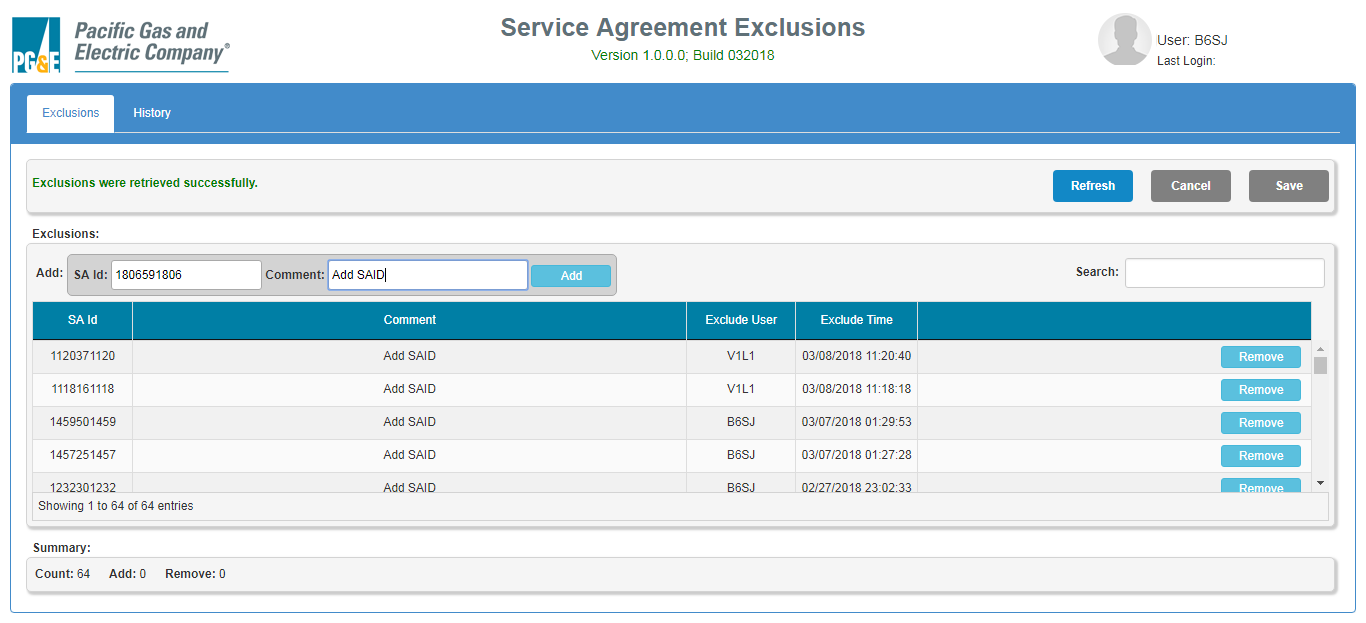 Pacific Gas and
Electric Company®
PG&E
Service Agreement Exclusions
Version 1.0.0.0; Build 032018
User: B6SJ
Last Login:
Exclusions History
Exclusions were retrieved successfully.
Refresh Cancel Save
Exclusions:
Add: SA Id: 1806591806 Comment: Add SAID Add Search:
SA Id Comment Exclude User Exclude Time
1120371120 Add SAID V1L1 03/08/2018 11:20:40 Remove
1118161118 Add SAID V1L1 03/08/2018 11:18:18 Remove
1459501459 Add SAID B6SJ 03/07/2018 01:29:53 Remove
1457251457 Add SAID B6SJ 03/07/2018 01:27:28 Remove
1232301232 Add SAID B6SJ 02/27/2018 23:02:33 Remove
Showing 1 to 64 of 64 entries
Summary:
Count: 64 Add: 0 Remove: 0